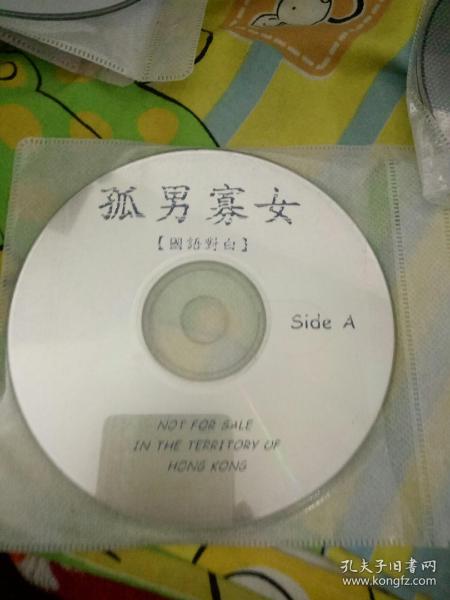 孤男寡女
【國語對白】
Side A
NOT FOR SALE
IN THE TERRITORY OF
HONG KONG
孔夫子旧书网
www.kongfz.com